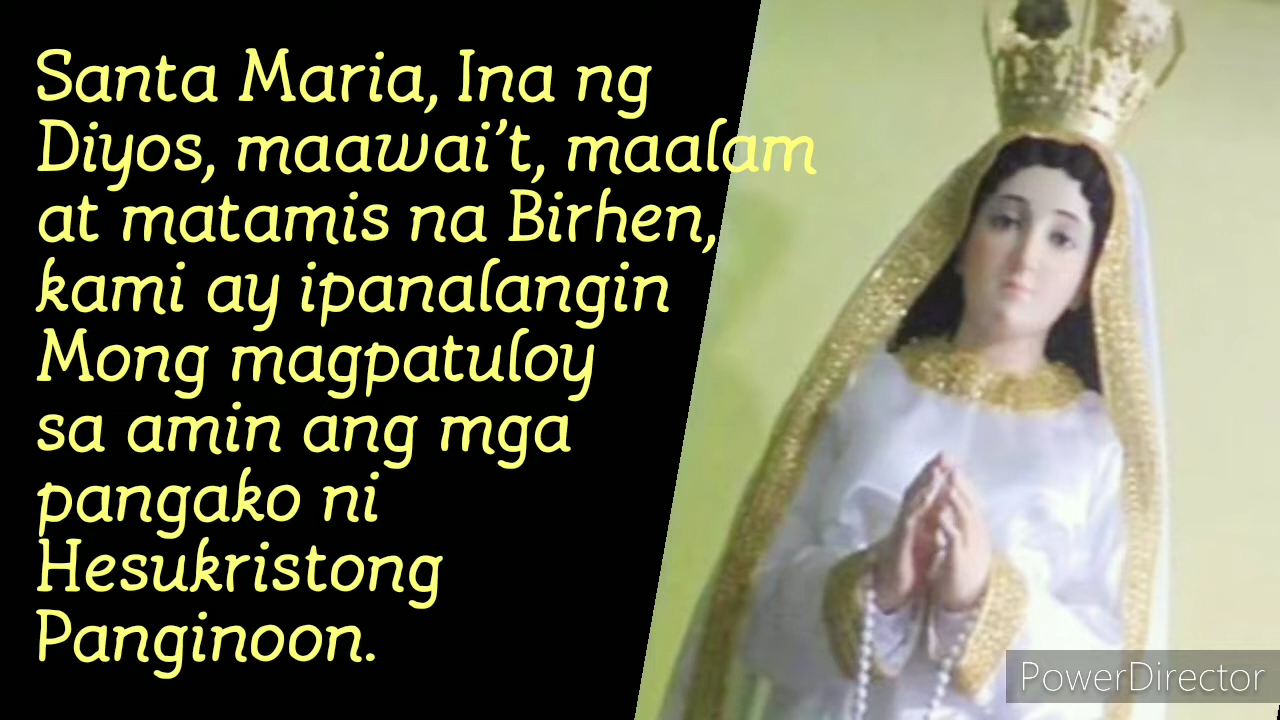 Santa Maria, Ina ng
Diyos, maawai’t, maalam
at matamis na Birhen,
kami ay ipanalangin
Mong magpatuloy
sa amin ang mga
pangako ni
Hesukristong
Panginoon.
PowerDirector